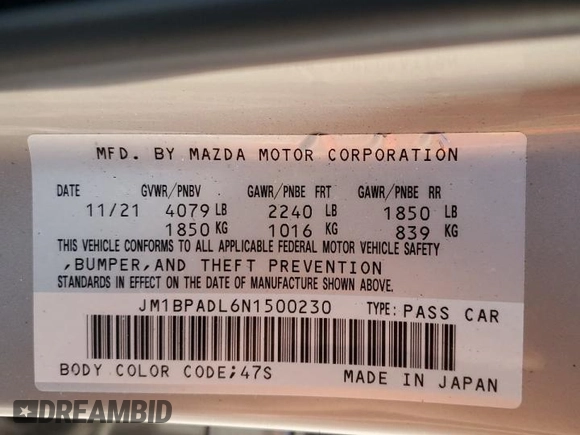 MFD. BY MAZDA MOTOR CORPORATION
DATE GVWR/PNBV GAWR/PNBE FRT GAWR/PNBE RR
11/21 4079 LB 2240 LB 1850 LB
1850 KG 1016 KG 839 KG
THIS VEHICLE CONFORMS TO ALL APPLICABLE FEDERAL MOTOR VEHICLE SAFETY
,BUMPER,AND THEFT PREVENTION
STANDARDS IN EFFECT ON THE DATE OF MANUFACTURE SHOWN ABOVE.
JM1BPADL6N1500230 TYPE: PASS CAR
BODY COLOR CODE;47S MADE IN JAPAN
DREAMBID